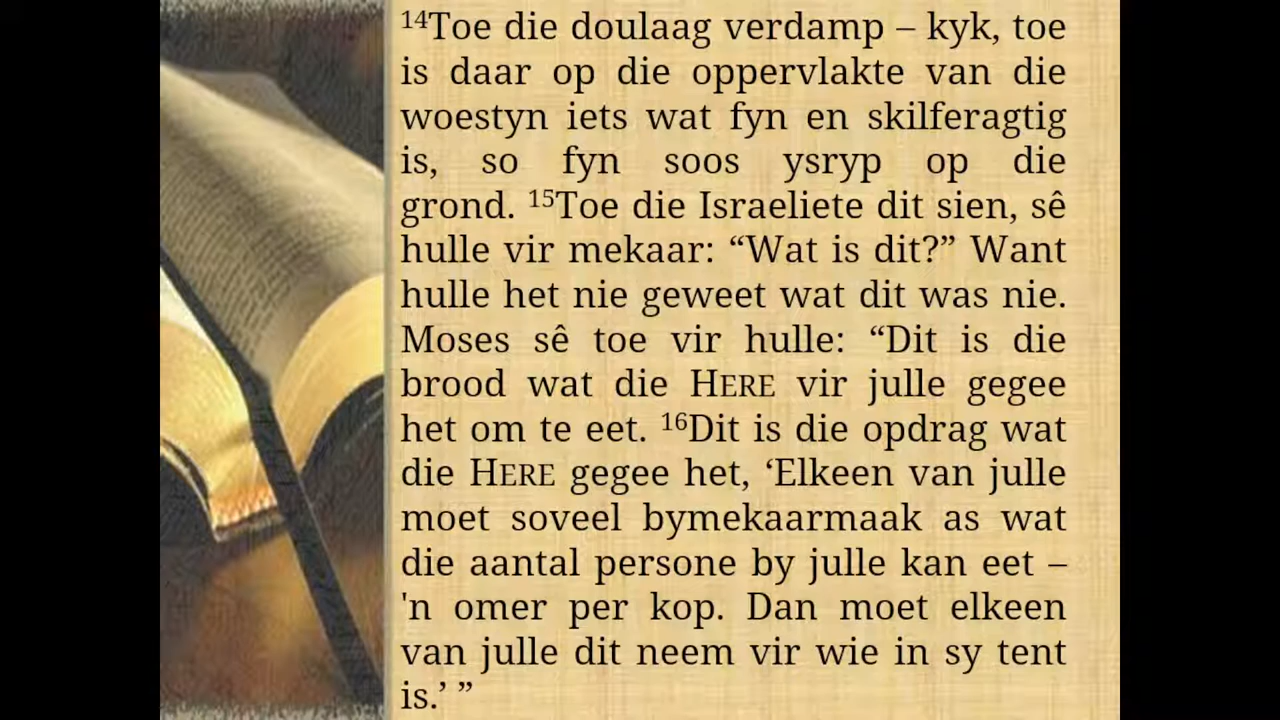 ¹⁴Toe die doulaag verdamp – kyk, toe
is daar op die oppervlakte van die
woestyn iets wat fyn en skilferagtig
is, so fyn soos ysryp op die
grond. ¹⁵Toe die Israeliete dit sien, sê
hulle vir mekaar: “Wat is dit?” Want
hulle het nie geweet wat dit was nie.
Moses sê toe vir hulle: “Dit is die
brood wat die HERE vir julle gegee
het om te eet. ¹⁶Dit is die opdrag wat
die HERE gegee het, ‘Elkeen van julle
moet soveel bymekaarmaak as wat
die aantal persone by julle kan eet –
'n omer per kop. Dan moet elkeen
van julle dit neem vir wie in sy tent
is.’ ”